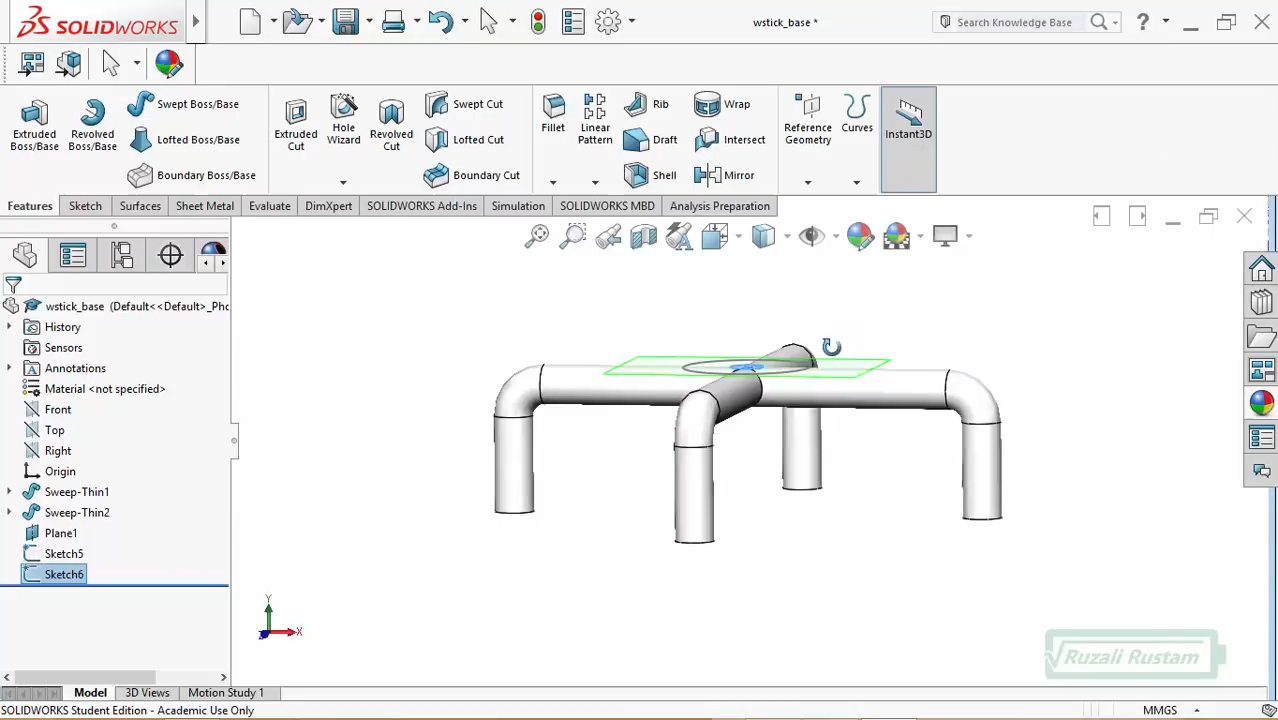 SOLIDWORKS
wstick_base *
Search Knowledge Base
Extruded Boss/Base
Revolved Boss/Base
Swept Boss/Base
Lofted Boss/Base
Boundary Boss/Base
Extruded Cut
Hole Wizard
Revolved Cut
Swept Cut
Lofted Cut
Boundary Cut
Fillet
Linear Pattern
Rib
Draft
Shell
Wrap
Intersect
Mirror
Reference Geometry
Curves
Instant3D
Features
Sketch
Surfaces
Sheet Metal
Evaluate
DimXpert
SOLIDWORKS Add-Ins
Simulation
SOLIDWORKS MBD
Analysis Preparation
wstick_base (Default<<Default>_Pho
History
Sensors
Annotations
Material <not specified>
Front
Top
Right
Origin
Sweep-Thin1
Sweep-Thin2
Plane1
Sketch5
Sketch6
Y
X
Z
Ruzali Rustam
Model
3D Views
Motion Study 1
SOLIDWORKS Student Edition - Academic Use Only
MMGS